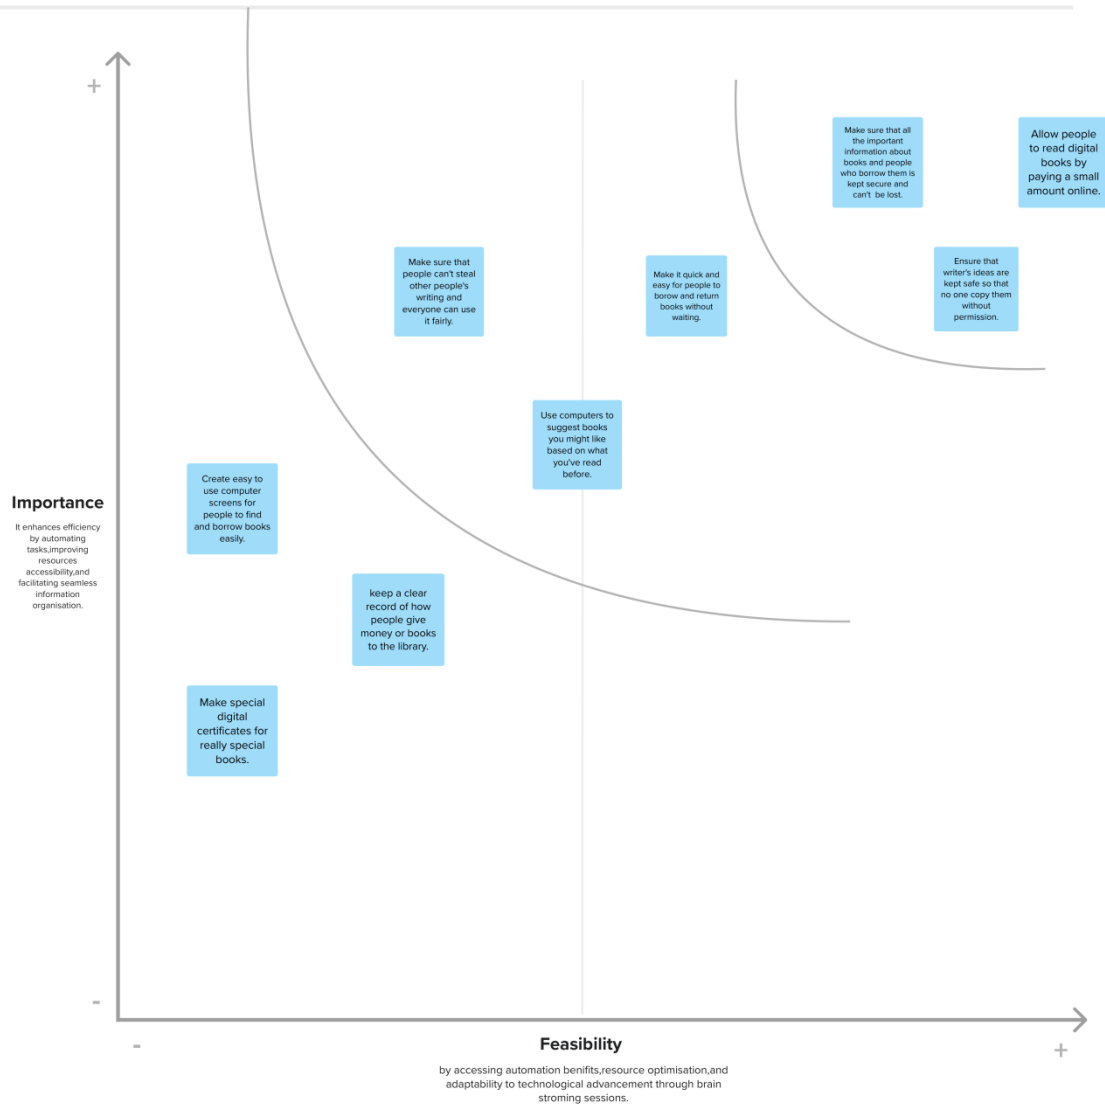 +
Make sure that all
the important
information about
books and people
who borrow them is
kept secure and
can't be lost.
Allow people
to read digital
books by
paying a small
amount online.
Make sure that
people can't steal
other people's
writing and
everyone can use
it fairly.
Make it quick and
easy for people to
borow and return
books without
waiting.
Ensure that
writer's ideas are
kept safe so that
no one copy them
without
permission.
Use computers to
suggest books
you might like
based on what
you've read
before.
Create easy to
use computer
screens for
people to find
and borrow books
easily.
Importance
It enhances efficiency
by automating
tasks,improving
resources
accessibility,and
facilitating seamless
information
organisation.
keep a clear
record of how
people give
money or books
to the library.
Make special
digital
certificates for
really special
books.
-
-
Feasibility
+
by accessing automation benifits,resource optimisation,and
adaptability to technological advancement through brain
stroming sessions.